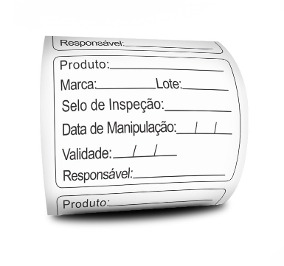 Responsável:
Produto:
Marca: Lote:
Selo de Inspeção:
Data de Manipulação: / /
Validade: / /
Responsável:
Produto: